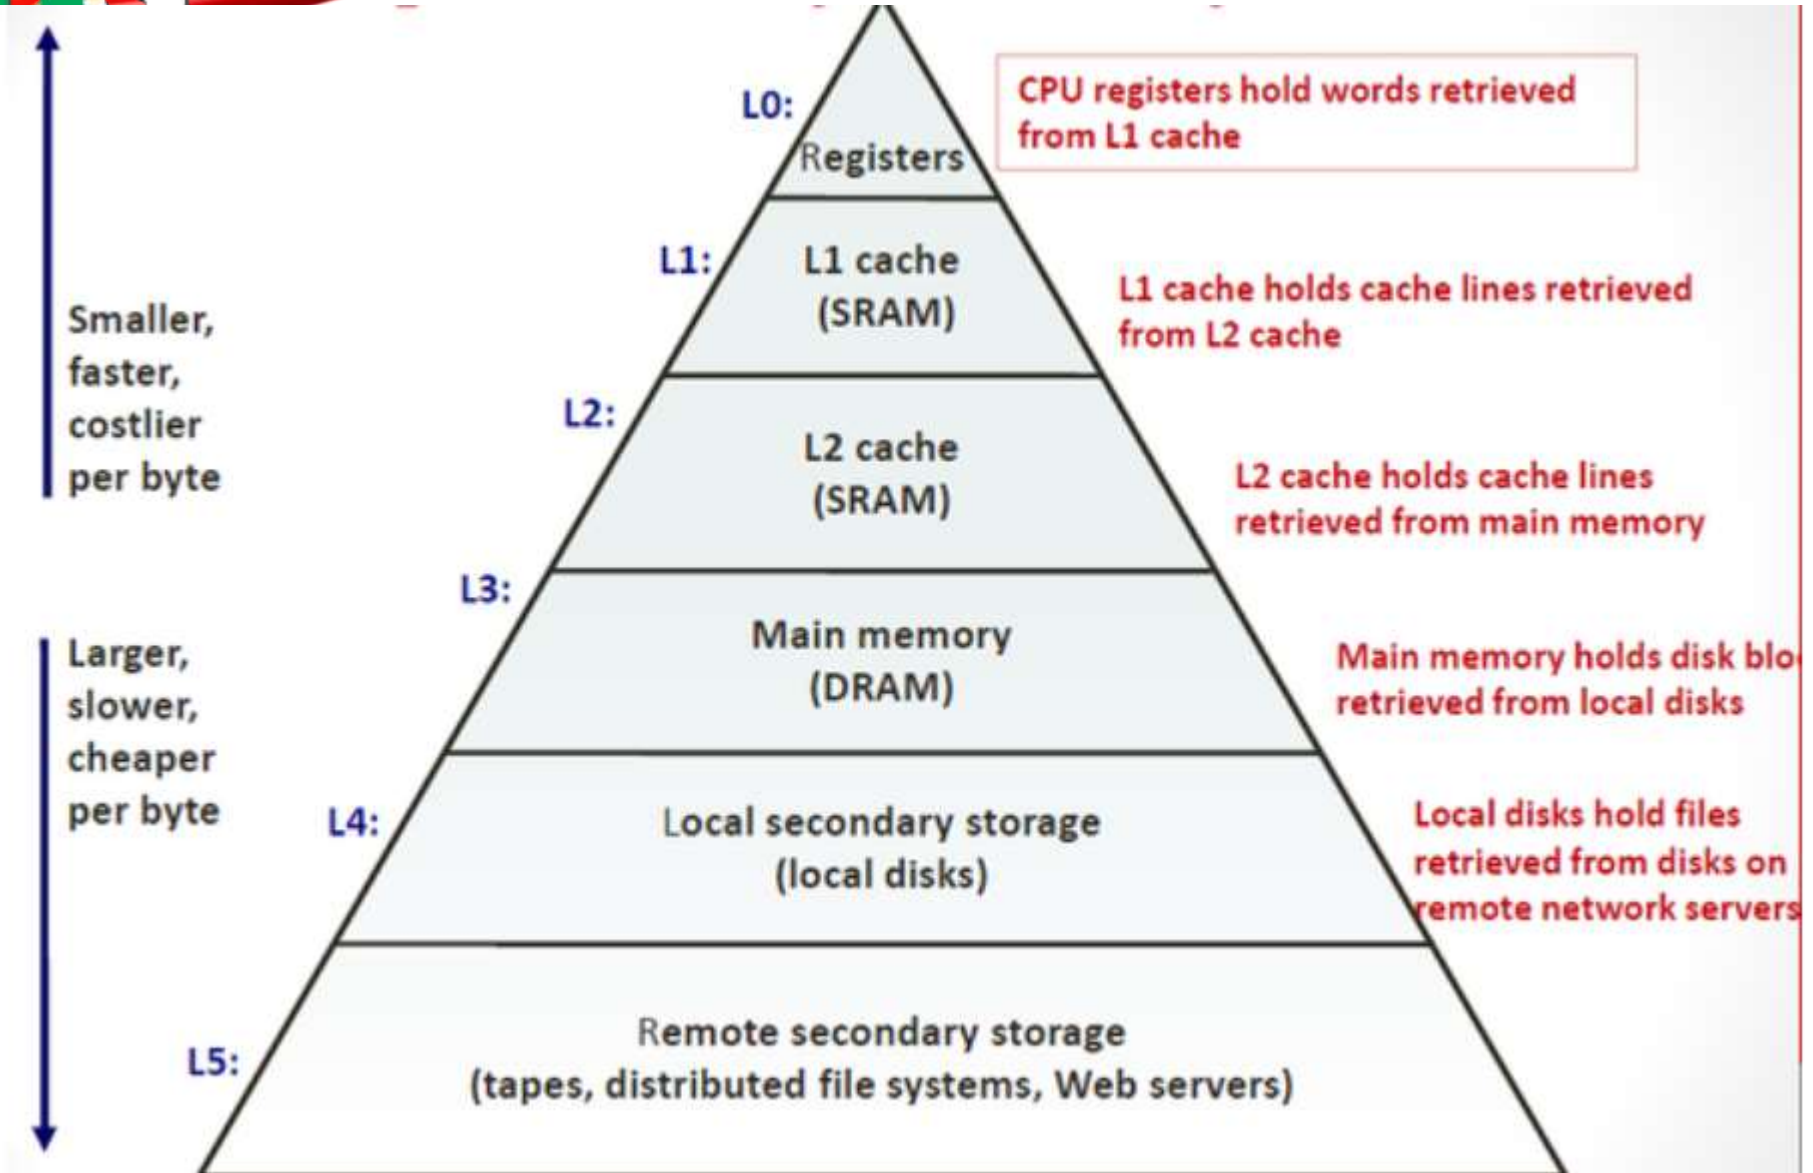 L0:
Registers
CPU registers hold words retrieved
from L1 cache
L1:
L1 cache
(SRAM)
L1 cache holds cache lines retrieved
from L2 cache
Smaller,
faster,
costlier
per byte
L2:
L2 cache
(SRAM)
L2 cache holds cache lines
retrieved from main memory
L3:
Main memory
(DRAM)
Main memory holds disk blo
retrieved from local disks
Larger,
slower,
cheaper
per byte
L4:
Local secondary storage
(local disks)
Local disks hold files
retrieved from disks on
remote network servers
L5:
Remote secondary storage
(tapes, distributed file systems, Web servers)